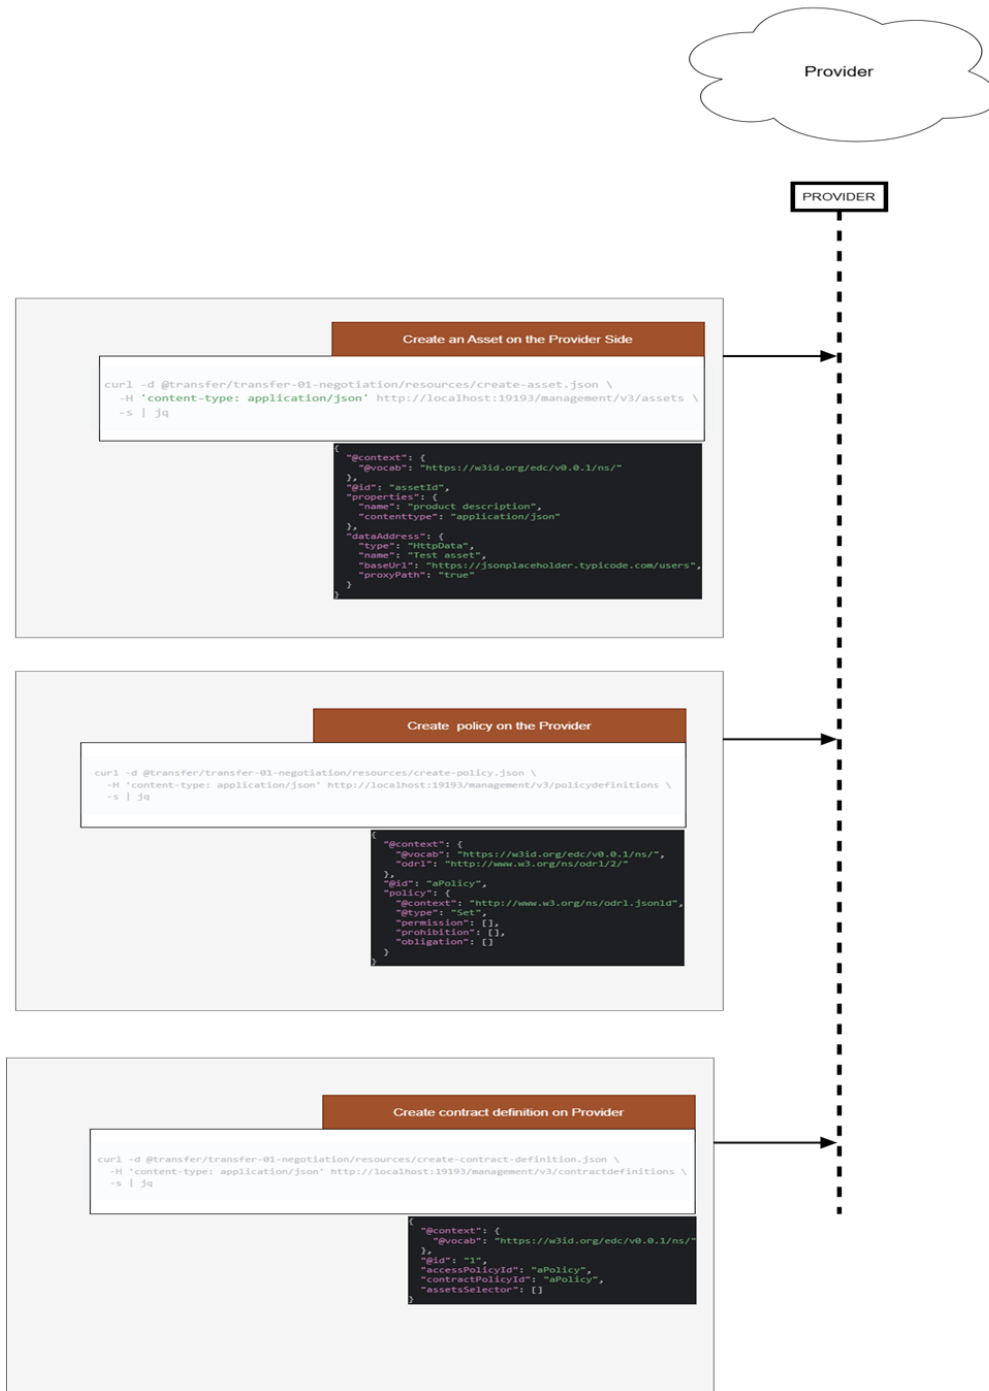 Provider
PROVIDER
Create an Asset on the Provider Side
curl -d @transfer/transfer-01-negotiation/resources/create-asset.json \
-H 'content-type: application/json' http://localhost:19193/management/v3/assets \
-s | jq
{
"@context": {
"@vocab": "https://w3id.org/edc/v0.0.1/ns/"
},
"@id": "assetId",
"properties": {
"name": "product description",
"contenttype": "application/json"
},
"dataAddress": {
"type": "HttpData",
"name": "Test asset",
"baseUrl": "https://jsonplaceholder.typicode.com/users",
"proxyPath": "true"
}
}
Create  policy on the Provider
curl -d @transfer/transfer-01-negotiation/resources/create-policy.json \
-H 'content-type: application/json' http://localhost:19193/management/v3/policydefinitions \
-s | jq
{
"@context": {
"@vocab": "https://w3id.org/edc/v0.0.1/ns/",
"odrl": "http://www.w3.org/ns/odrl/2/"
},
"@id": "aPolicy",
"policy": {
"@context": "http://www.w3.org/ns/odrl.jsonld",
"@type": "Set",
"permission": [],
"prohibition": [],
"obligation": []
}
}
Create contract definition on Provider
curl -d @transfer/transfer-01-negotiation/resources/create-contract-definition.json \
-H 'content-type: application/json' http://localhost:19193/management/v3/contractdefinitions \
-s | jq
{
"@context": {
"@vocab": "https://w3id.org/edc/v0.0.1/ns/"
},
"@id": "1",
"accessPolicyId": "aPolicy",
"contractPolicyId": "aPolicy",
"assetsSelector": []
}